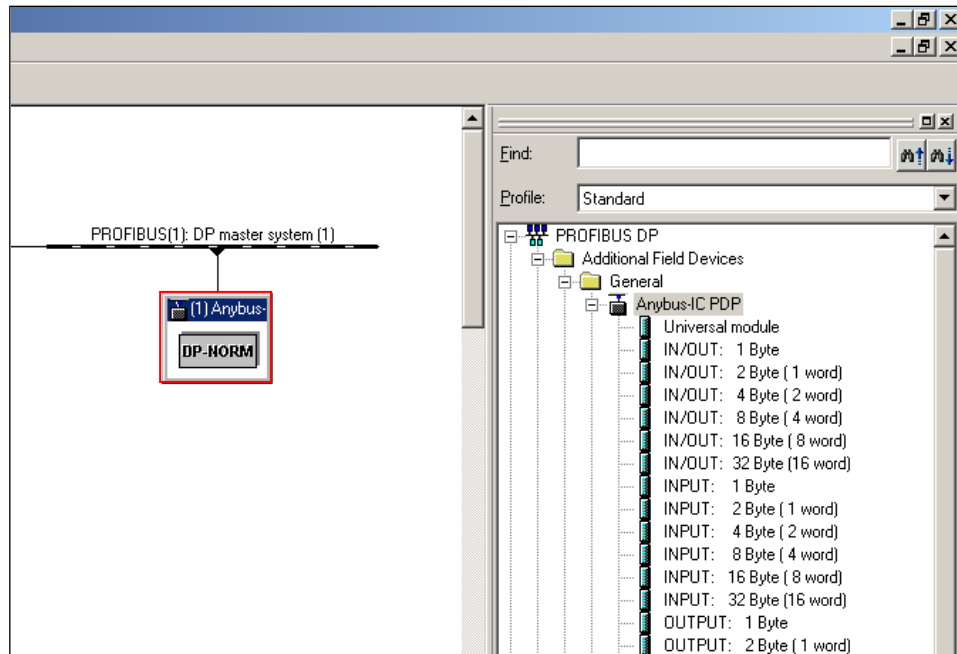 Find:
Profile: Standard
PROFIBUS(1): DP master system (1)
(1) Anybus-
DP-NORM
PROFIBUS DP
Additional Field Devices
General
Anybus-IC PDP
Universal module
IN/OUT: 1 Byte
IN/OUT: 2 Byte ( 1 word)
IN/OUT: 4 Byte ( 2 word)
IN/OUT: 8 Byte ( 4 word)
IN/OUT: 16 Byte ( 8 word)
IN/OUT: 32 Byte (16 word)
INPUT: 1 Byte
INPUT: 2 Byte ( 1 word)
INPUT: 4 Byte ( 2 word)
INPUT: 8 Byte ( 4 word)
INPUT: 16 Byte ( 8 word)
INPUT: 32 Byte (16 word)
OUTPUT: 1 Byte
OUTPUT: 2 Byte ( 1 word)